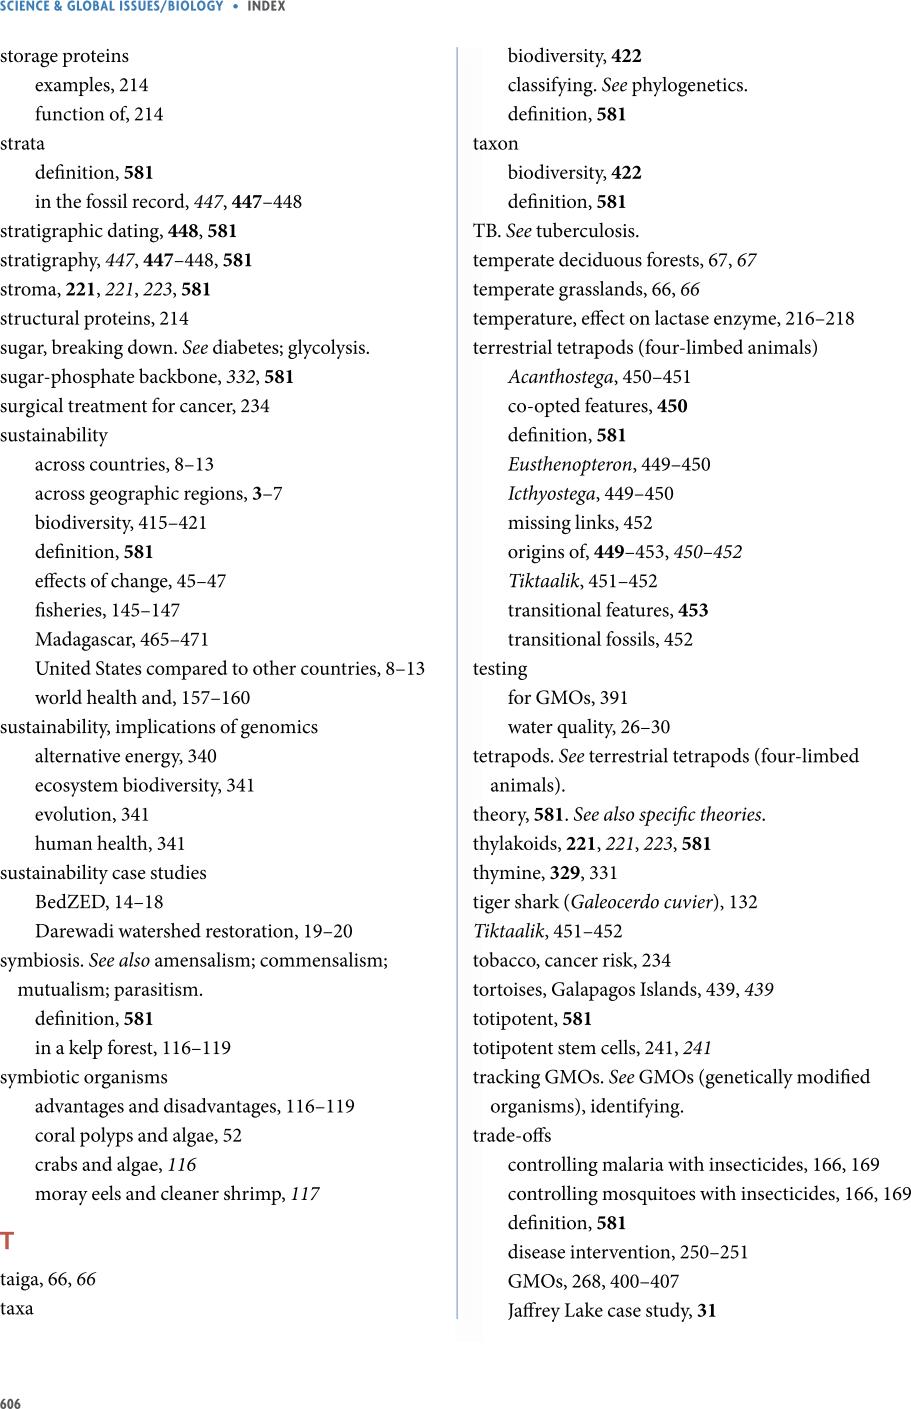 SCIENCE & GLOBAL ISSUES/BIOLOGY • INDEX
storage proteins
examples, 214
function of, 214
strata
definition, 581
in the fossil record, 447, 447–448
stratigraphic dating, 448, 581
stratigraphy, 447, 447–448, 581
stroma, 221, 221, 223, 581
structural proteins, 214
sugar, breaking down. See diabetes; glycolysis.
sugar-phosphate backbone, 332, 581
surgical treatment for cancer, 234
sustainability
across countries, 8–13
across geographic regions, 3–7
biodiversity, 415–421
definition, 581
effects of change, 45–47
fisheries, 145–147
Madagascar, 465–471
United States compared to other countries, 8–13
world health and, 157–160
sustainability, implications of genomics
alternative energy, 340
ecosystem biodiversity, 341
evolution, 341
human health, 341
sustainability case studies
BedZED, 14–18
Darewadi watershed restoration, 19–20
symbiosis. See also amensalism; commensalism;
mutualism; parasitism.
definition, 581
in a kelp forest, 116–119
symbiotic organisms
advantages and disadvantages, 116–119
coral polyps and algae, 52
crabs and algae, 116
moray eels and cleaner shrimp, 117
T
taiga, 66, 66
taxa
biodiversity, 422
classifying. See phylogenetics.
definition, 581
taxon
biodiversity, 422
definition, 581
TB. See tuberculosis.
temperate deciduous forests, 67, 67
temperate grasslands, 66, 66
temperature, effect on lactase enzyme, 216–218
terrestrial tetrapods (four-limbed animals)
Acanthostega, 450–451
co-opted features, 450
definition, 581
Eusthenopteron, 449–450
Icthyostega, 449–450
missing links, 452
origins of, 449–453, 450–452
Tiktaalik, 451–452
transitional features, 453
transitional fossils, 452
testing
for GMOs, 391
water quality, 26–30
tetrapods. See terrestrial tetrapods (four-limbed
animals).
theory, 581. See also specific theories.
thylakoids, 221, 221, 223, 581
thymine, 329, 331
tiger shark (Galeocerdo cuvier), 132
Tiktaalik, 451–452
tobacco, cancer risk, 234
tortoises, Galapagos Islands, 439, 439
totipotent, 581
totipotent stem cells, 241, 241
tracking GMOs. See GMOs (genetically modified
organisms), identifying.
trade-offs
controlling malaria with insecticides, 166, 169
controlling mosquitoes with insecticides, 166, 169
definition, 581
disease intervention, 250–251
GMOs, 268, 400–407
Jaffrey Lake case study, 31
606